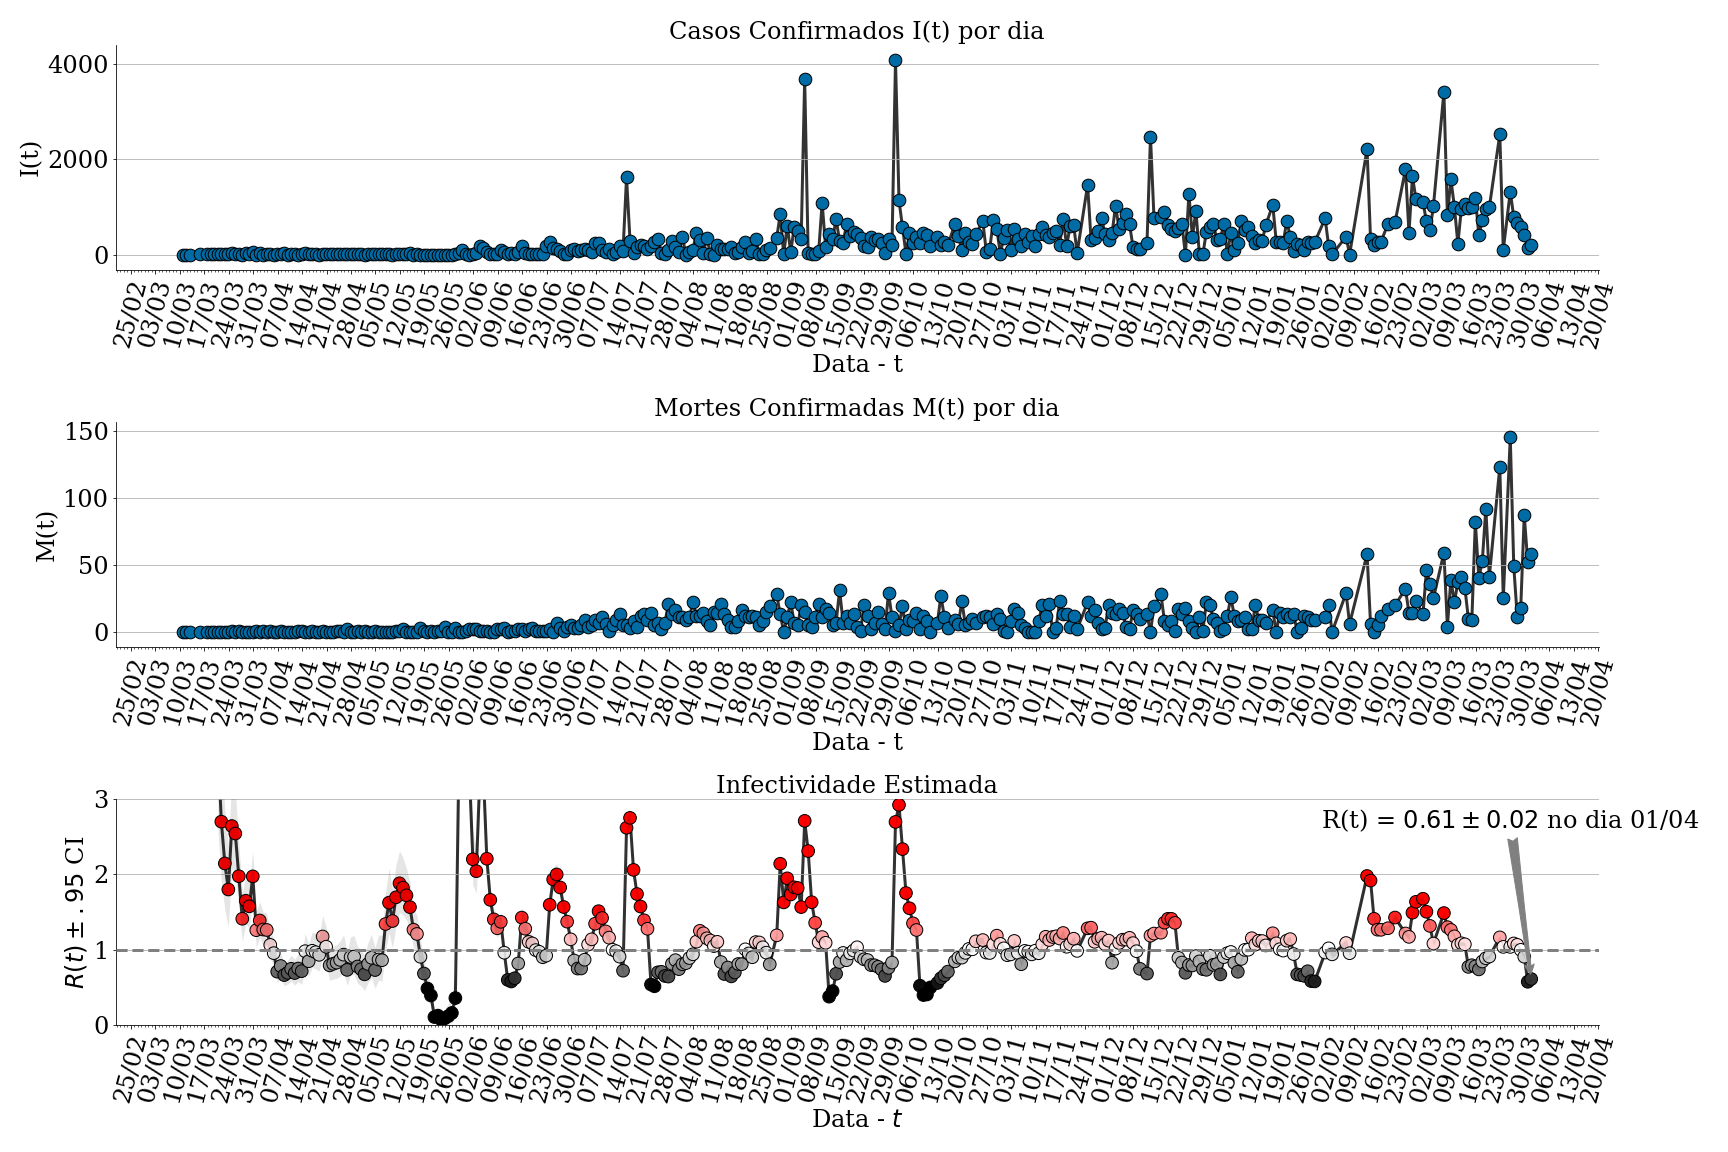 Casos Confirmados I(t) por dia
I(t)
4000
2000
0
25/02 03/03 10/03 17/03 24/03 31/03 07/04 14/04 21/04 28/04 05/05 12/05 19/05 26/05 02/06 09/06 16/06 23/06 30/06 07/07 14/07 21/07 28/07 04/08 11/08 18/08 25/08 01/09 08/09 15/09 22/09 29/09 06/10 13/10 20/10 27/10 03/11 10/11 17/11 24/11 01/12 08/12 15/12 22/12 29/12 05/01 12/01 19/01 26/01 02/02 09/02 16/02 23/02 02/03 09/03 16/03 23/03 30/03 06/04 13/04 20/04
Data - t
Mortes Confirmadas M(t) por dia
M(t)
150
100
50
0
25/02 03/03 10/03 17/03 24/03 31/03 07/04 14/04 21/04 28/04 05/05 12/05 19/05 26/05 02/06 09/06 16/06 23/06 30/06 07/07 14/07 21/07 28/07 04/08 11/08 18/08 25/08 01/09 08/09 15/09 22/09 29/09 06/10 13/10 20/10 27/10 03/11 10/11 17/11 24/11 01/12 08/12 15/12 22/12 29/12 05/01 12/01 19/01 26/01 02/02 09/02 16/02 23/02 02/03 09/03 16/03 23/03 30/03 06/04 13/04 20/04
Data - t
Infectividade Estimada
R(t) ± .95 CI
3
2
1
0
R(t) = 0.61 ± 0.02 no dia 01/04
25/02 03/03 10/03 17/03 24/03 31/03 07/04 14/04 21/04 28/04 05/05 12/05 19/05 26/05 02/06 09/06 16/06 23/06 30/06 07/07 14/07 21/07 28/07 04/08 11/08 18/08 25/08 01/09 08/09 15/09 22/09 29/09 06/10 13/10 20/10 27/10 03/11 10/11 17/11 24/11 01/12 08/12 15/12 22/12 29/12 05/01 12/01 19/01 26/01 02/02 09/02 16/02 23/02 02/03 09/03 16/03 23/03 30/03 06/04 13/04 20/04
Data - t